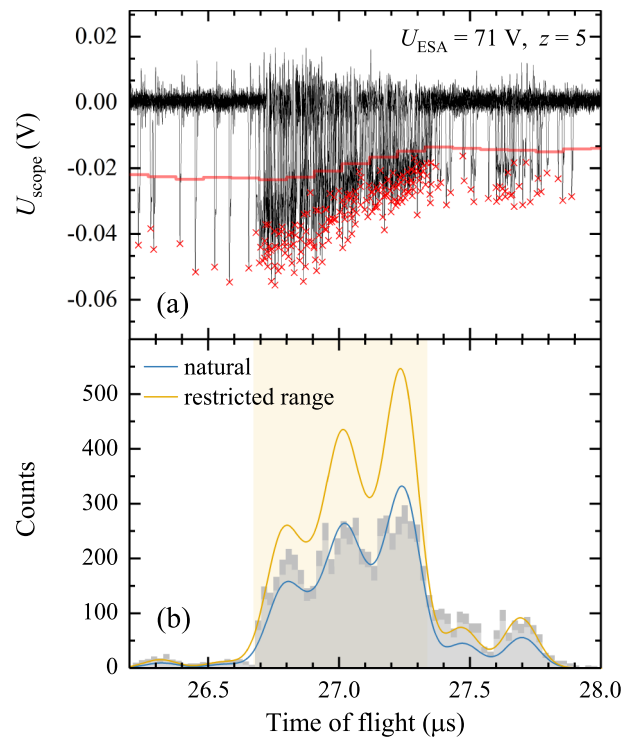 U_ESA = 71 V, z = 5
0.02
0.00
-0.02
-0.04
-0.06
U_scope (V)
(a)
natural
restricted range
500
400
300
200
100
0
Counts
(b)
26.5 27.0 27.5 28.0
Time of flight (μs)